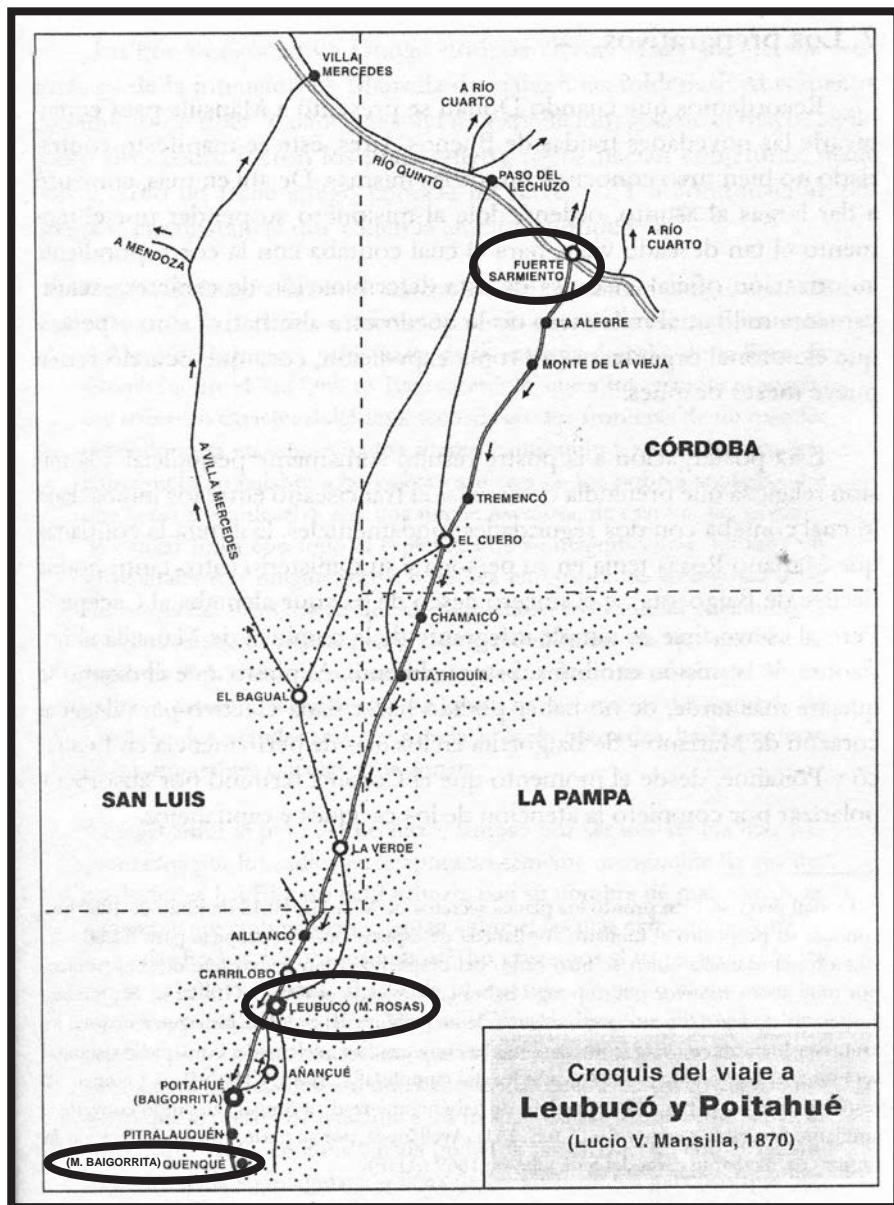 VILLA
MERCEDES
A RÍO
CUARTO
RÍO
QUINTO
PASO DEL
LECHUZO
A RÍO
CUARTO
A MENDOZA
FUERTE
SARMIENTO
LA ALEGRE
MONTE DE LA VIEJA
CÓRDOBA
A VILLA MERCEDES
TREMENCÓ
EL CUERO
CHAMAICÓ
UTATRIQUÍN
EL BAGUAL
SAN LUIS
LA PAMPA
LA VERDE
AILLANCÓ
CARRILOBO
LEUBUCÓ (M. ROSAS)
AÑANCUÉ
POITAHUÉ
(BAIGORRITA)
PITRALAUQUÉN
(M. BAIGORRITA) QUENQUÉ
Croquis del viaje a
Leubucó y Poitahué
(Lucio V. Mansilla, 1870)